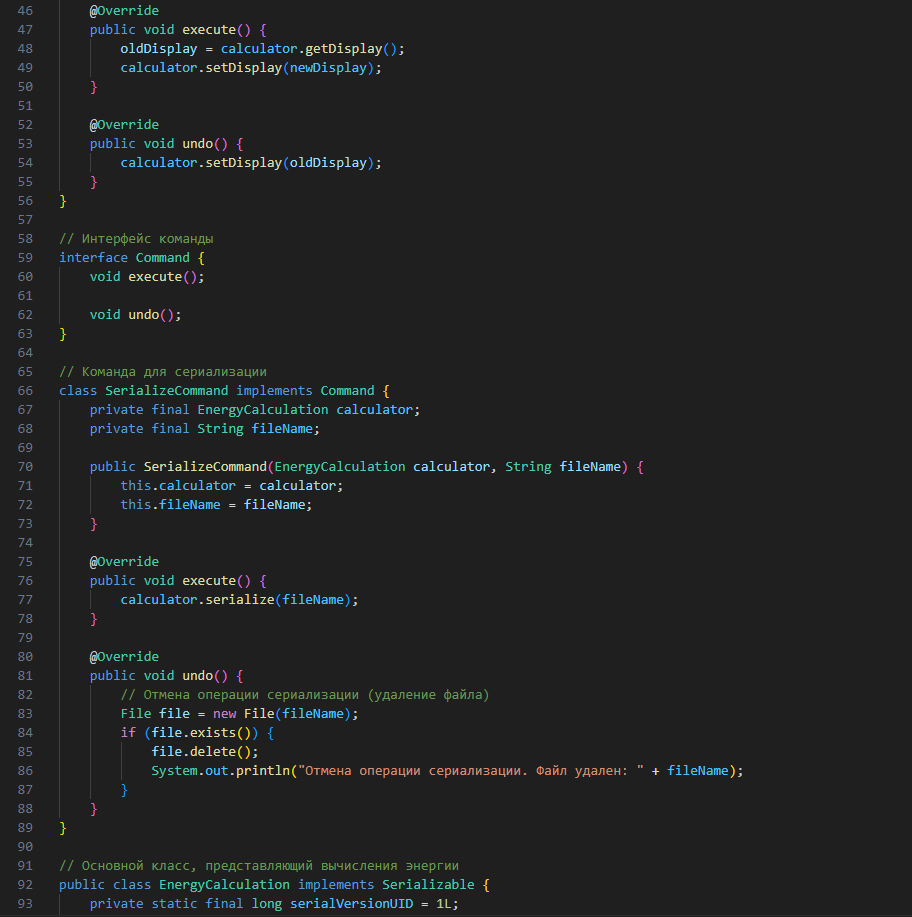 46 @Override
47 public void execute() {
48 oldDisplay = calculator.getDisplay();
49 calculator.setDisplay(newDisplay);
50 }
51
52 @Override
53 public void undo() {
54 calculator.setDisplay(oldDisplay);
55 }
56 }
57
58 // Интерфейс команды
59 interface Command {
60 void execute();
61
62 void undo();
63 }
64
65 // Команда для сериализации
66 class SerializeCommand implements Command {
67 private final EnergyCalculation calculator;
68 private final String fileName;
69
70 public SerializeCommand(EnergyCalculation calculator, String fileName) {
71 this.calculator = calculator;
72 this.fileName = fileName;
73 }
74
75 @Override
76 public void execute() {
77 calculator.serialize(fileName);
78 }
79
80 @Override
81 public void undo() {
82 // Отмена операции сериализации (удаление файла)
83 File file = new File(fileName);
84 if (file.exists()) {
85 file.delete();
86 System.out.println("Отмена операции сериализации. Файл удален: " + fileName);
87 }
88 }
89 }
90
91 // Основной класс, представляющий вычисления энергии
92 public class EnergyCalculation implements Serializable {
93 private static final long serialVersionUID = 1L;